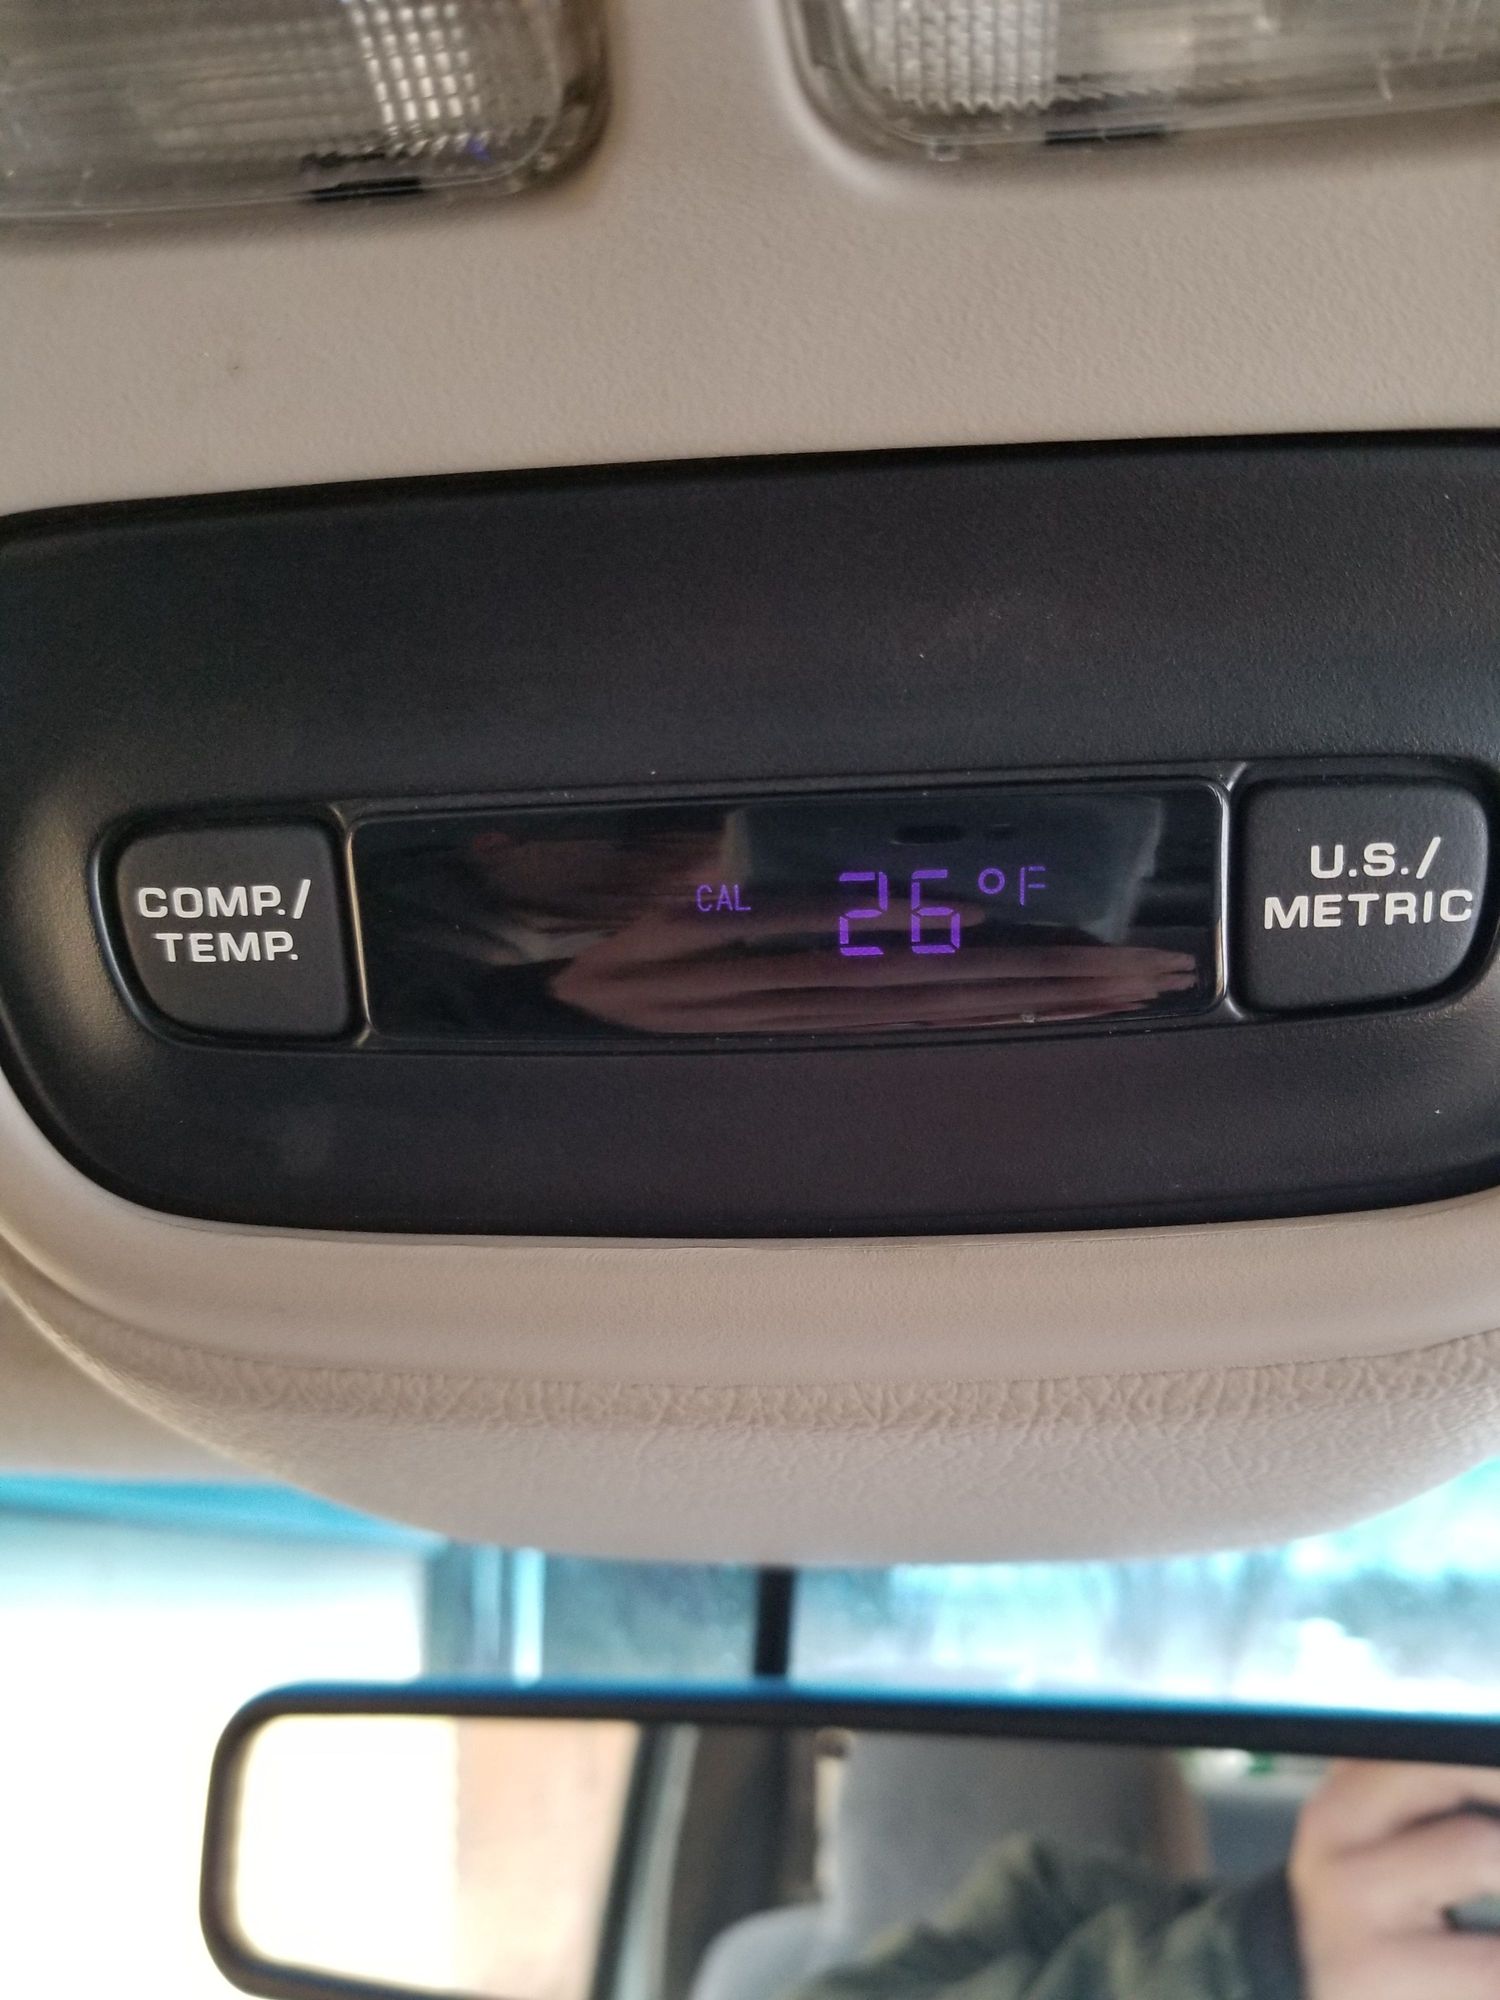 COMP./
TEMP.
CAL 26°F
U.S./
METRIC